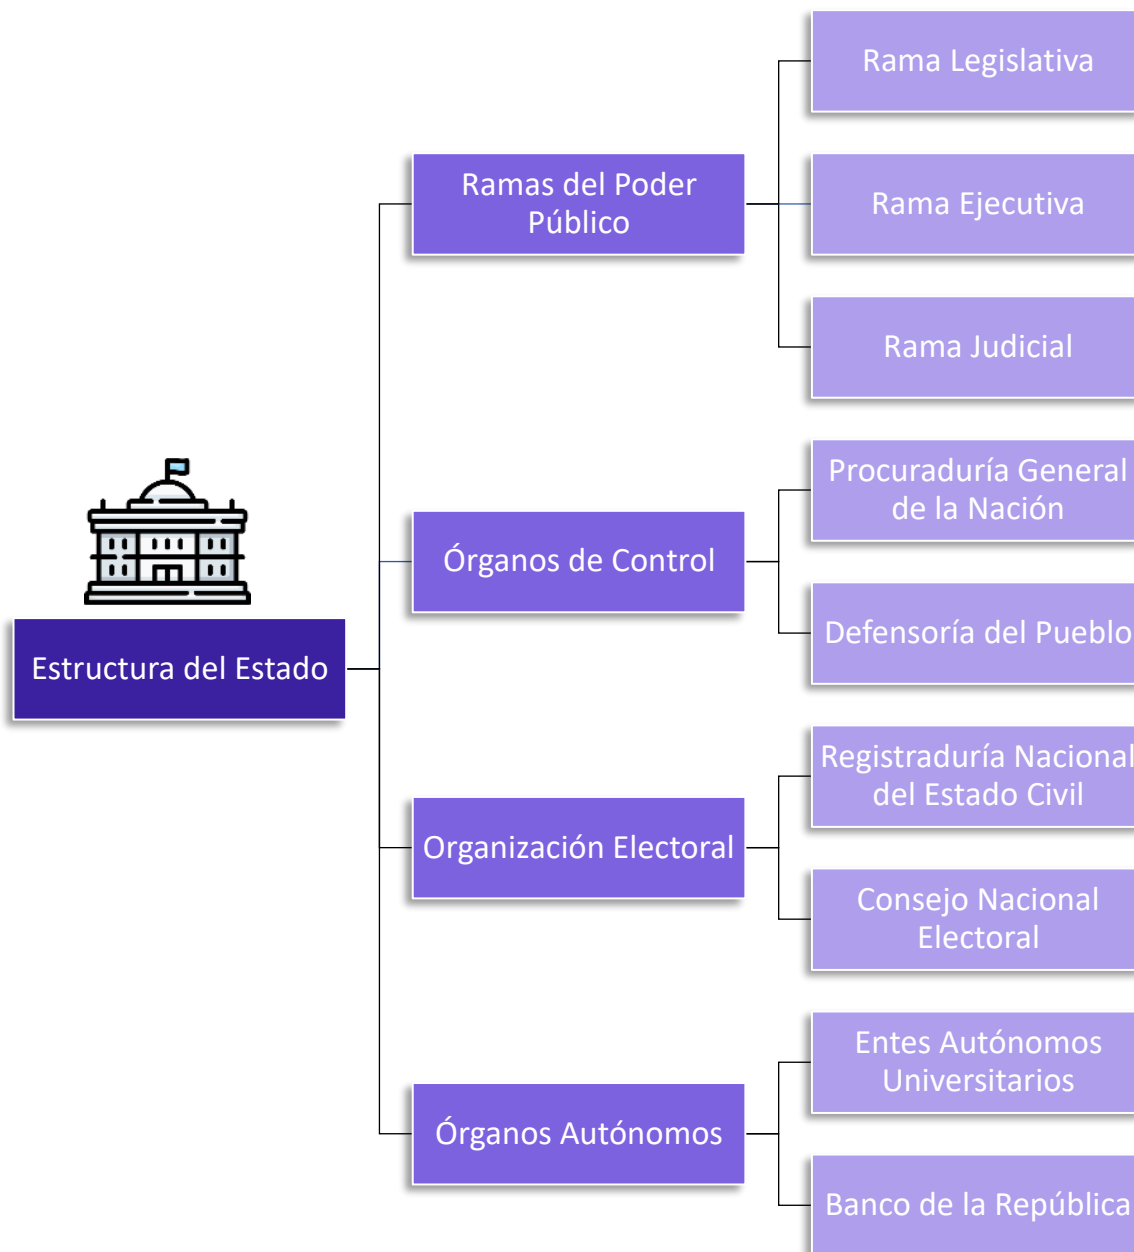 Estructura del Estado
Ramas del Poder
Público
Rama Legislativa
Rama Ejecutiva
Rama Judicial
Órganos de Control
Procuraduría General
de la Nación
Defensoría del Pueblo
Organización Electoral
Registraduría Nacional
del Estado Civil
Consejo Nacional
Electoral
Órganos Autónomos
Entes Autónomos
Universitarios
Banco de la República